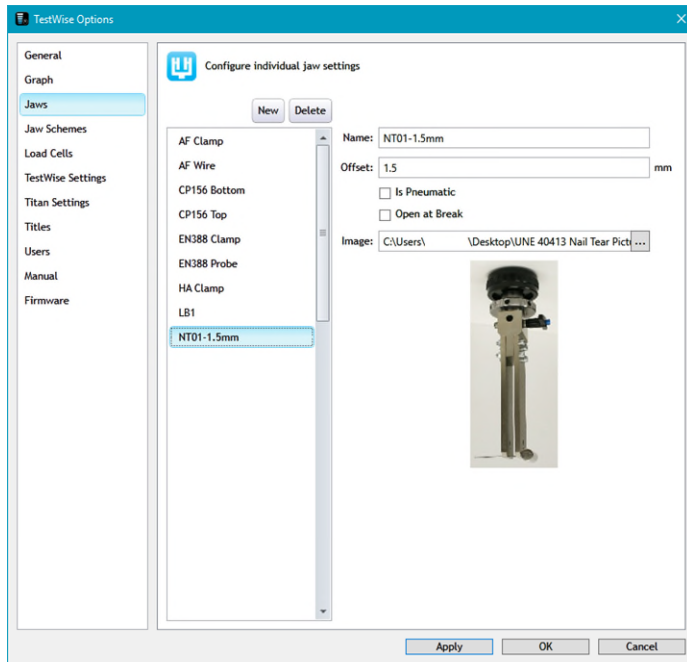 TestWise Options
General
Graph
Jaws
Jaw Schemes
Load Cells
TestWise Settings
Titan Settings
Titles
Users
Manual
Firmware
Configure individual jaw settings
New Delete
AF Clamp
AF Wire
CP156 Bottom
CP156 Top
EN388 Clamp
EN388 Probe
HA Clamp
LB1
NT01-1.5mm
Name: NT01-1.5mm
Offset: 1.5 mm
Is Pneumatic
Open at Break
Image: C:\Users\ \Desktop\UNE 40413 Nail Tear Pict ...
Apply OK Cancel